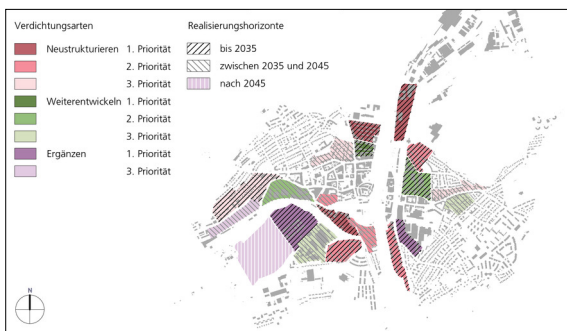 Verdichtungsarten
Neustrukturieren 1. Priorität
2. Priorität
3. Priorität
Weiterentwickeln 1. Priorität
2. Priorität
3. Priorität
Ergänzen 1. Priorität
3. Priorität
Realisierungshorizonte
bis 2035
zwischen 2035 und 2045
nach 2045
N